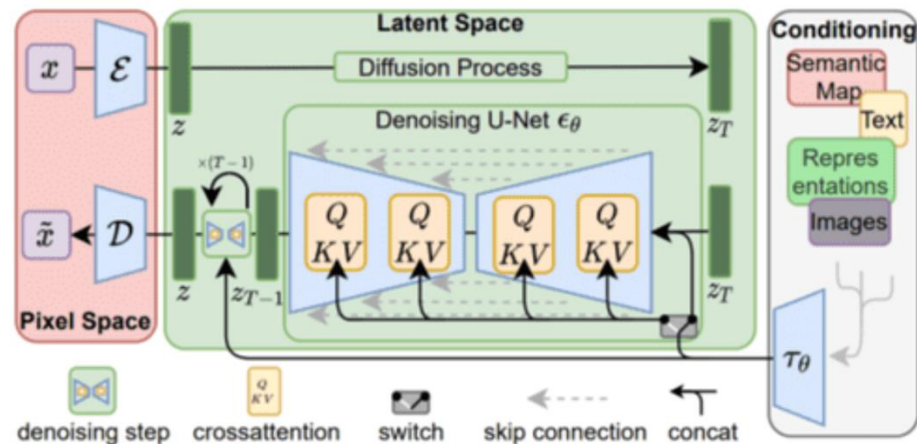 Latent Space
Conditioning
x
ℰ
z
Diffusion Process
z_T
Semantic
Map
Text
Repres
entations
Images
Denoising U-Net ϵ_θ
×(T−1)
x̃
𝒟
z
z_{T−1}
Q
KV
Q
KV
Q
KV
Q
KV
z_T
Pixel Space
τ_θ
Q
KV
denoising step
crossattention
switch
skip connection
concat